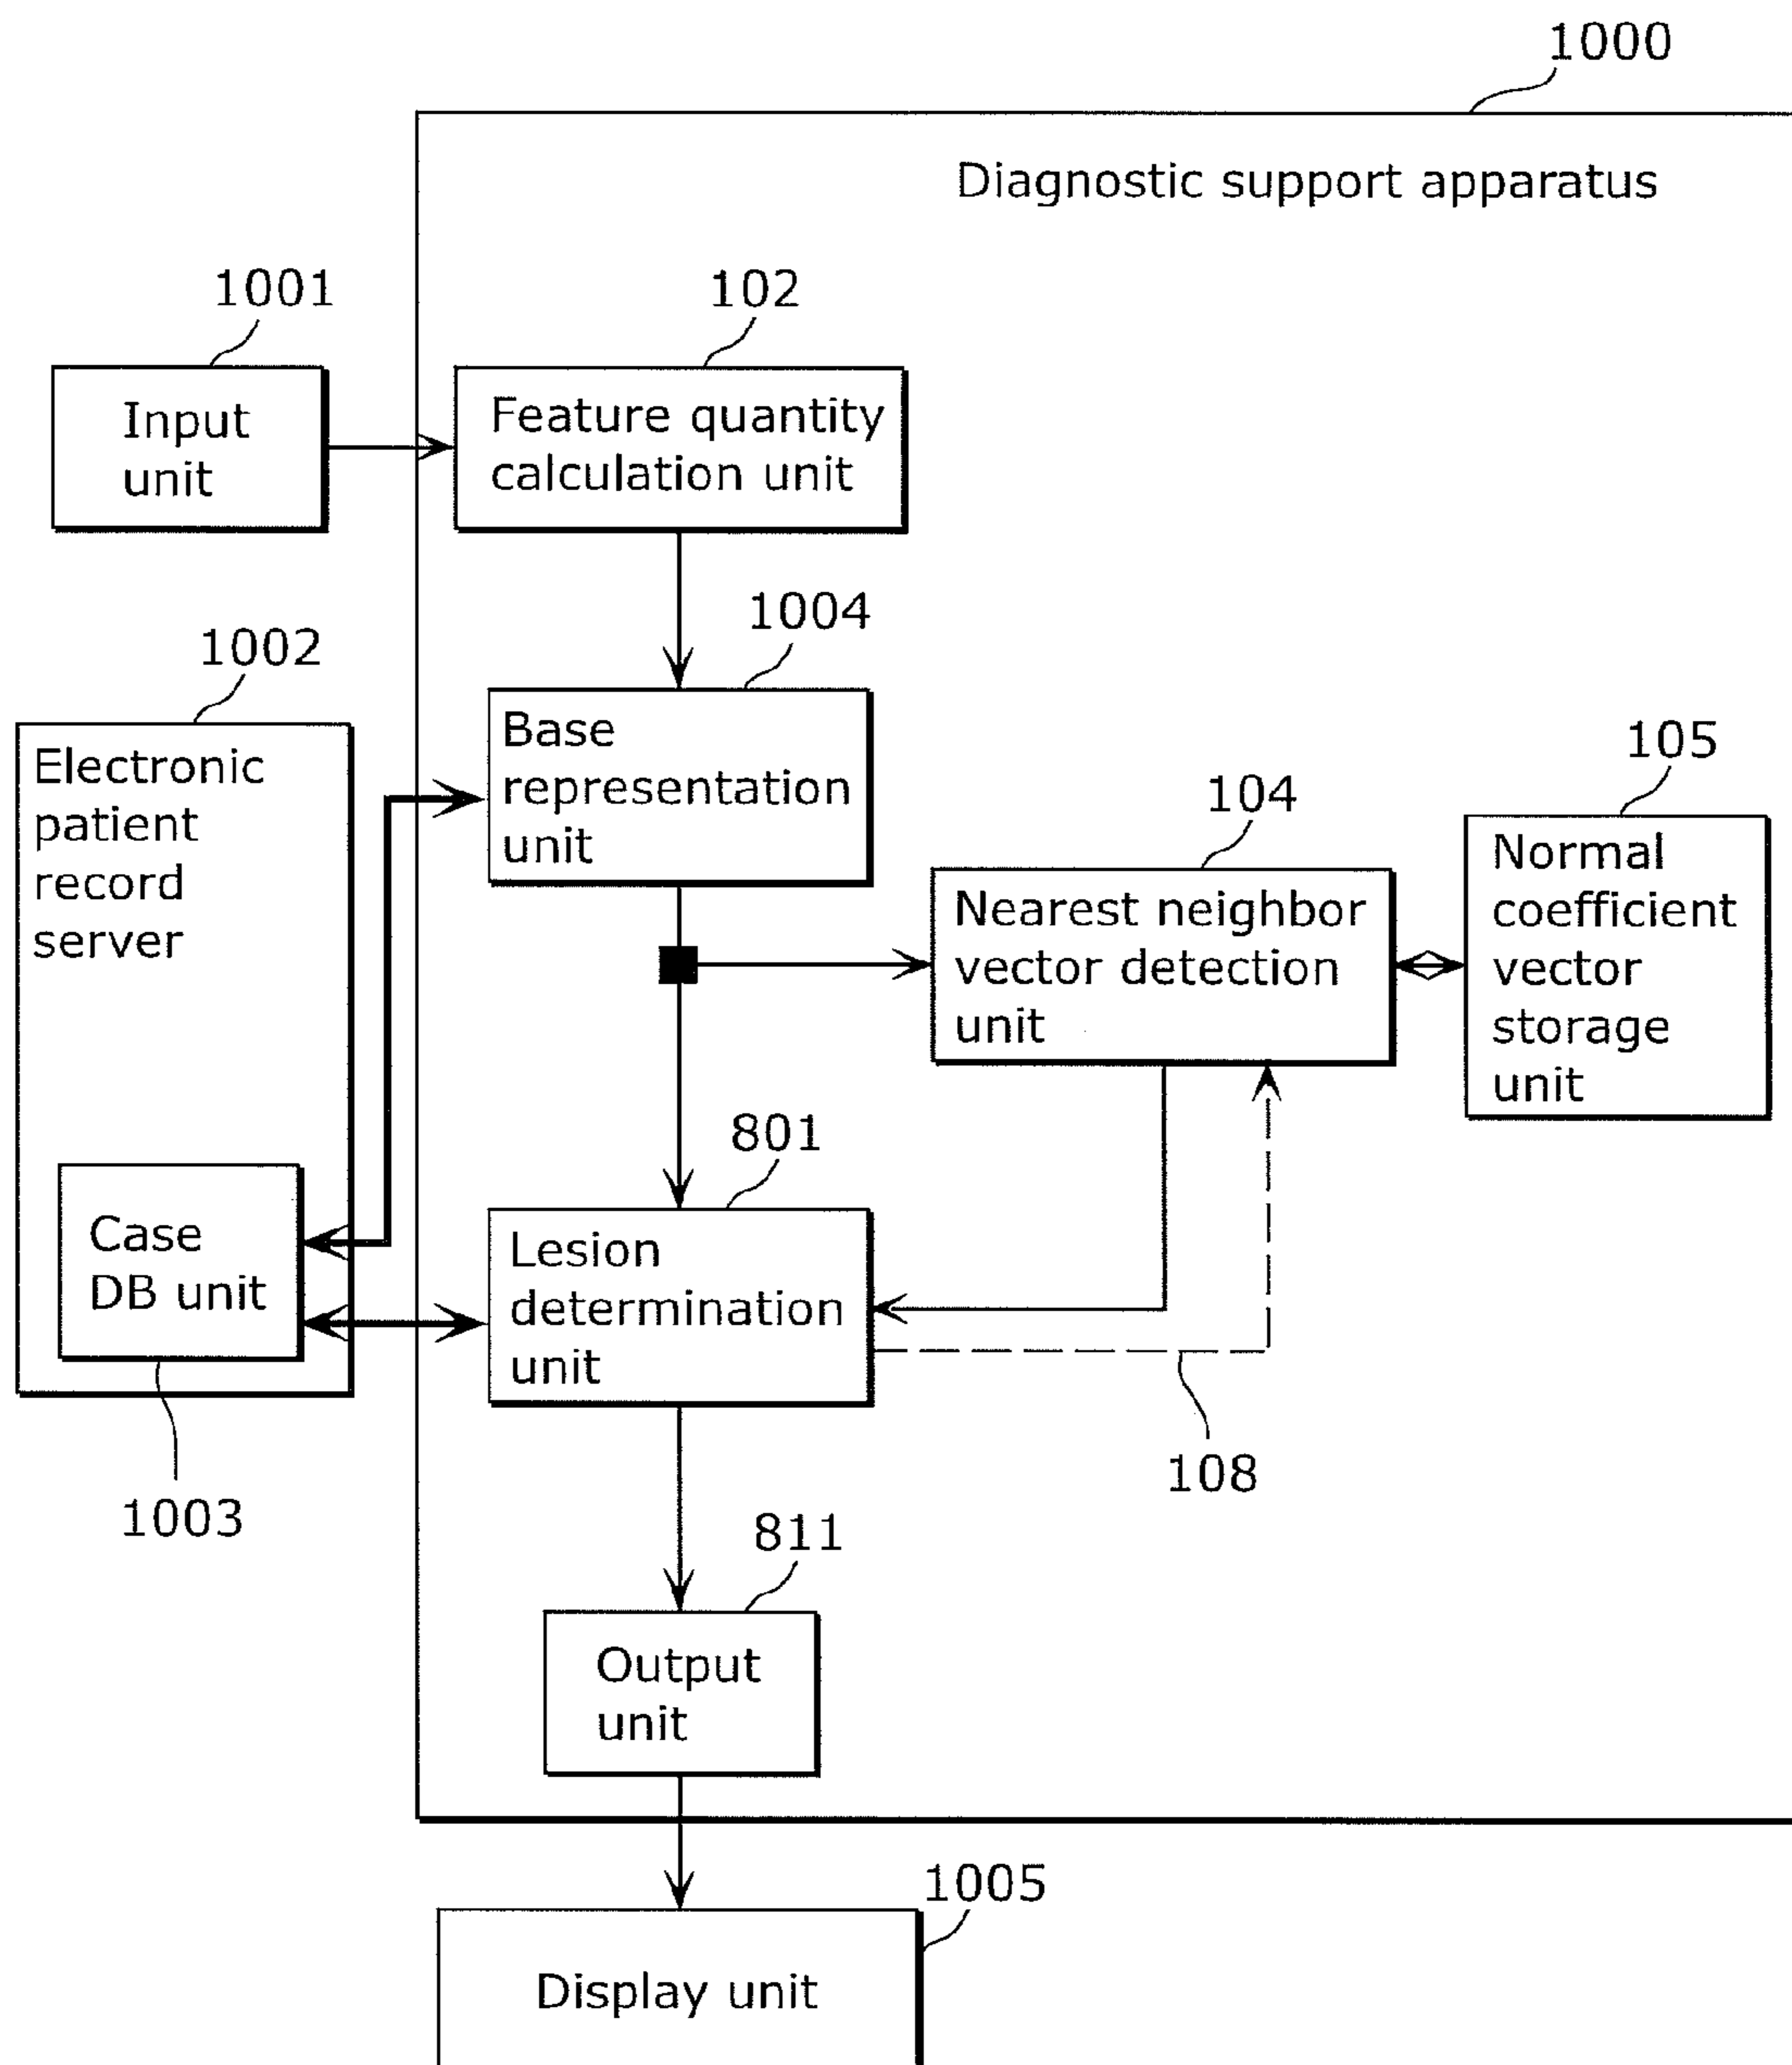 1000
Diagnostic support apparatus
1001
102
Input
unit
Feature quantity
calculation unit
1004
1002
Base
representation
unit
Electronic
patient
record
server
105
104
Normal
coefficient
vector
storage
unit
Nearest neighbor
vector detection
unit
801
Case
DB unit
Lesion
determination
unit
108
1003
811
Output
unit
1005
Display unit